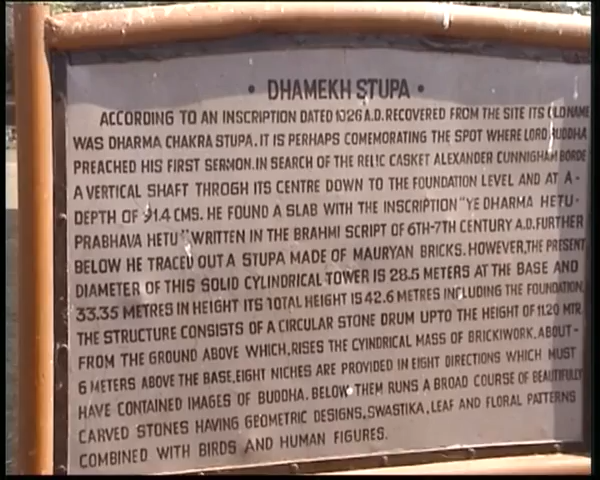 • DHAMEKH STUPA •
ACCORDING TO AN INSCRIPTION DATED 1026 A.D. RECOVERED FROM THE SITE ITS OLD NAME
WAS DHARMA CHAKRA STUPA. IT IS PERHAPS COMEMORATING THE SPOT WHERE LORD BUDDHA
PREACHED HIS FIRST SERMON. IN SEARCH OF THE RELIC CASKET ALEXANDER CUNNIGHAM BORDE
A VERTICAL SHAFT THROGH ITS CENTRE DOWN TO THE FOUNDATION LEVEL AND AT A-
DEPTH OF 91.4 CMS. HE FOUND A SLAB WITH THE INSCRIPTION "YE DHARMA HETU-
PRABHAVA HETU" WRITTEN IN THE BRAHMI SCRIPT OF 6TH-7TH CENTURY A.D. FURTHER
BELOW HE TRACED OUT A STUPA MADE OF MAURYAN BRICKS. HOWEVER, THE PRESENT
DIAMETER OF THIS SOLID CYLINDRICAL TOWER IS 28.5 METERS AT THE BASE AND
33.35 METRES IN HEIGHT ITS TOTAL HEIGHT IS 42.6 METRES INCLUDING THE FOUNDATION.
THE STRUCTURE CONSISTS OF A CIRCULAR STONE DRUM UPTO THE HEIGHT OF 11.20 MTR
FROM THE GROUND ABOVE WHICH, RISES THE CYINDRICAL MASS OF BRICKIWORK. ABOUT-
6 METERS ABOVE THE BASE, EIGHT NICHES ARE PROVIDED IN EIGHT DIRECTIONS WHICH MUST
HAVE CONTAINED IMAGES OF BUDDHA. BELOW THEM RUNS A BROAD COURSE OF BEAUTIFULLY
CARVED STONES HAVING GEOMETRIC DESIGNS, SWASTIKA, LEAF AND FLORAL PATTERNS
COMBINED WITH BIRDS AND HUMAN FIGURES.